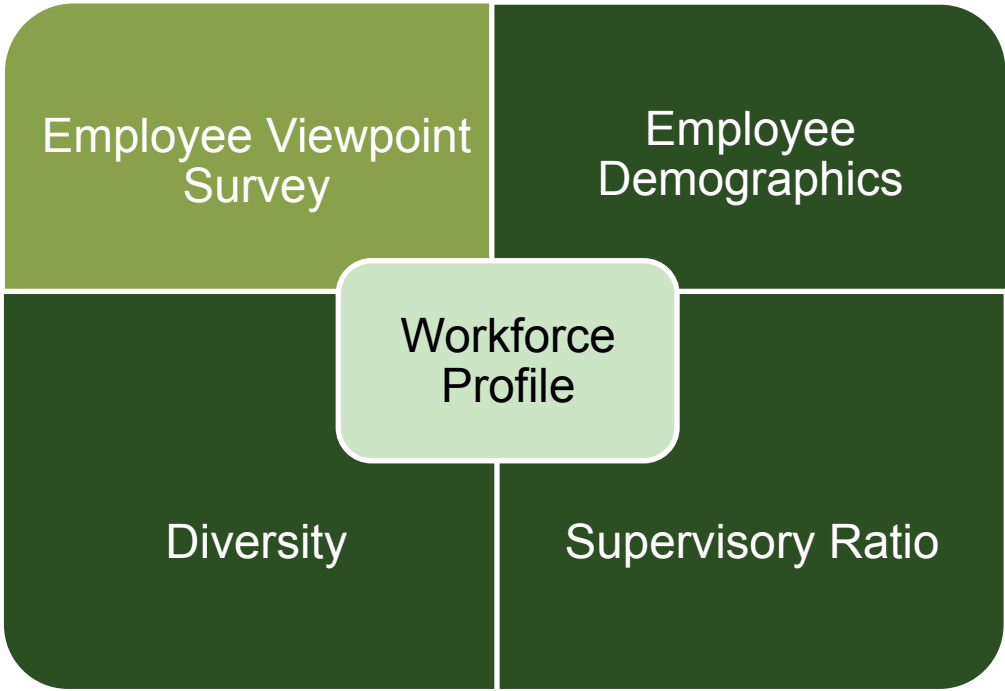 Employee Viewpoint
Survey
Employee
Demographics
Workforce
Profile
Diversity
Supervisory Ratio